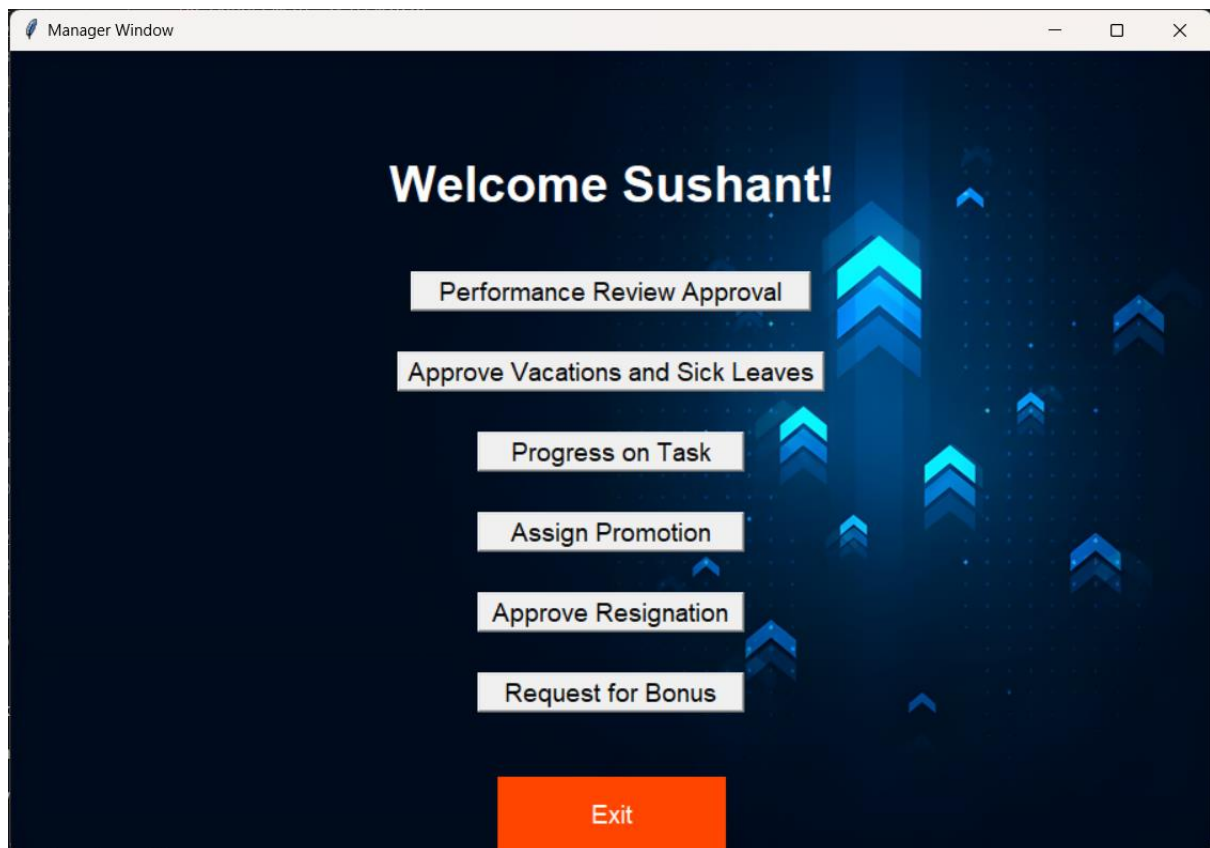 Manager Window
Welcome Sushant!
Performance Review Approval
Approve Vacations and Sick Leaves
Progress on Task
Assign Promotion
Approve Resignation
Request for Bonus
Exit